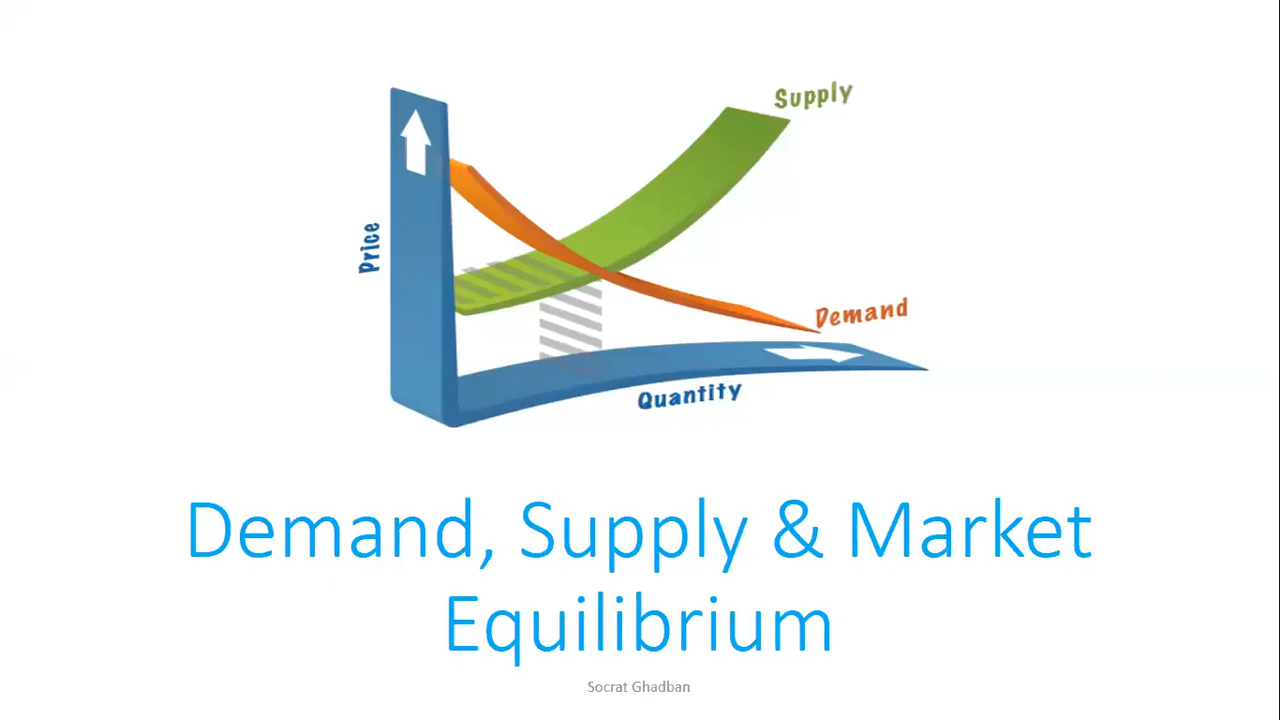 Supply
Price
Demand
Quantity
Demand, Supply & Market
Equilibrium
Socrat Ghadban